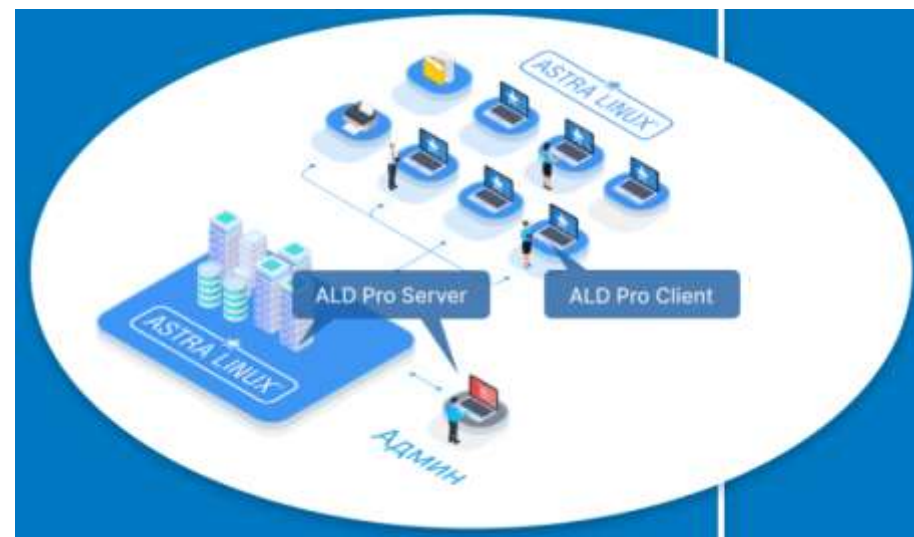 ASTRA LINUX
ALD Pro Server
ALD Pro Client
ASTRA LINUX
Админ